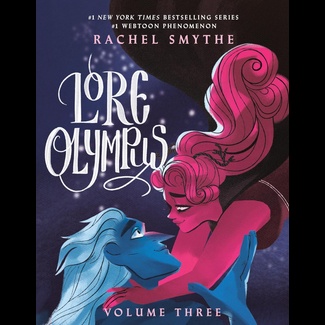 #1 NEW YORK TIMES BESTSELLING SERIES
#1 WEBTOON PHENOMENON
RACHEL SMYTHE
LORE
OLYMPUS
VOLUME THREE